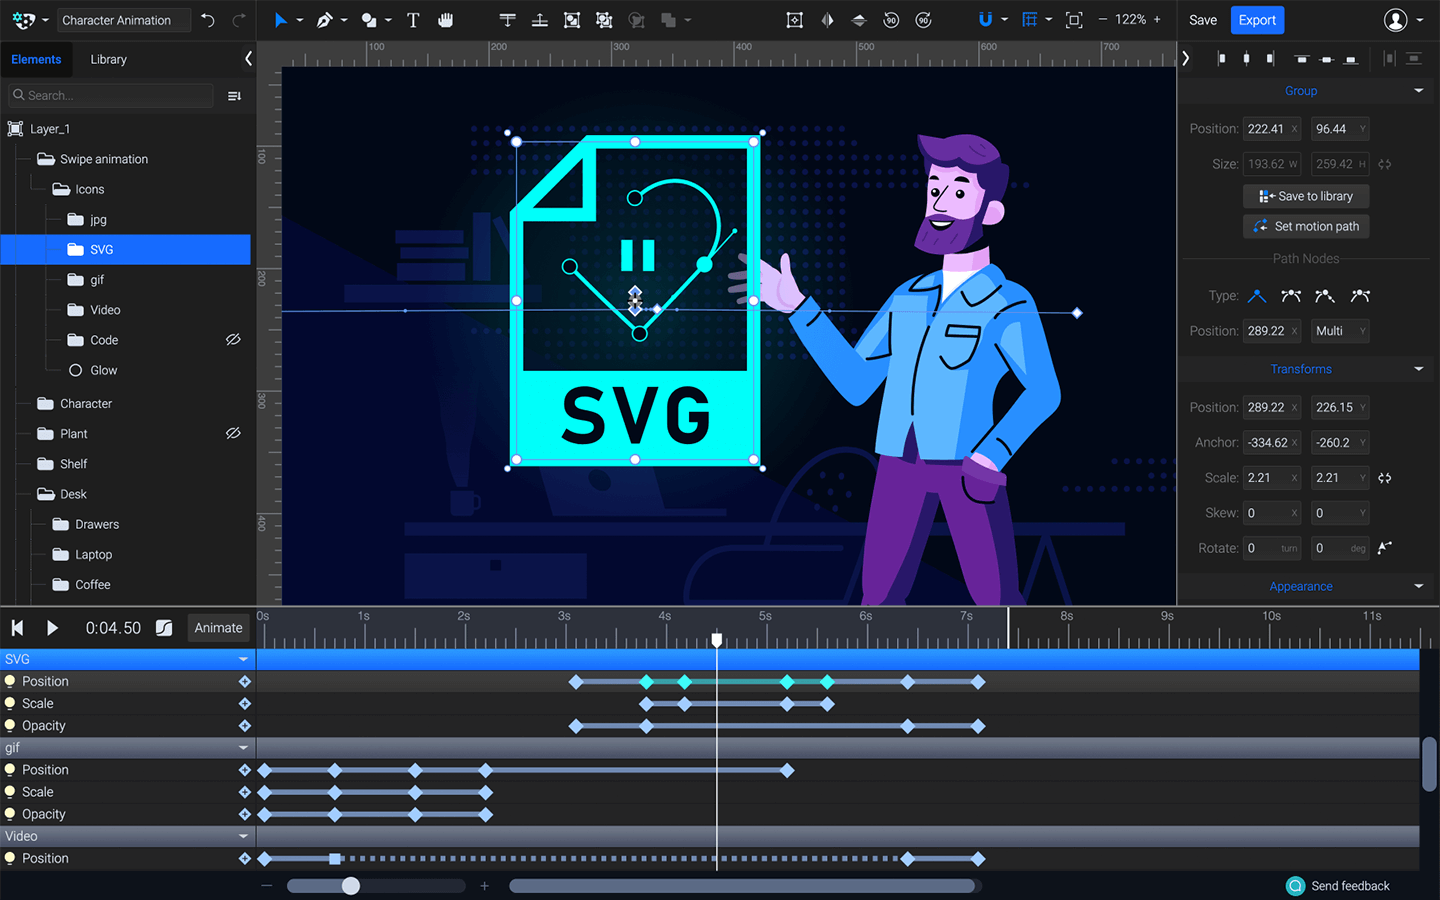 Character Animation
T
90
90
122%
Save
Export
Elements
Library
100
200
300
400
500
600
700
Search...
Group
Layer_1
Position:
222.41 X
96.44 Y
Swipe animation
Size:
193.62 W
259.42 H
Icons
Save to library
jpg
Set motion path
SVG
Path Nodes
gif
Type:
Video
Position:
289.22 X
Multi Y
Code
Glow
Transforms
Character
Position:
289.22 X
226.15 Y
Plant
Anchor:
-334.62 X
-260.2 Y
Shelf
Scale:
2.21 X
2.21 Y
Desk
Skew:
0 X
0 Y
Drawers
Rotate:
0 turn
0 deg
Laptop
Coffee
Appearance
100
200
300
400
SVG
0:04.50
Animate
0s
1s
2s
3s
4s
5s
6s
7s
8s
9s
10s
11s
SVG
Position
Scale
Opacity
gif
Position
Scale
Opacity
Video
Position
Send feedback